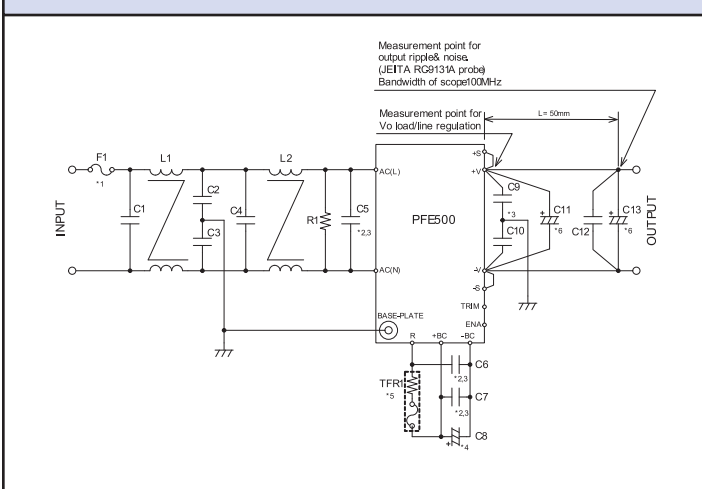 Measurement point for
output ripple& noise.
(JEITA RC9131A probe)
Bandwidth of scope100MHz
Measurement point for
Vo load/line regulation
L= 50mm
F1
*1
L1
L2
+S
+V
AC(L)
C1
C2
C3
C4
R1
C5
*2,3
PFE500
C9
*3
C10
C11
*6
C12
C13
*6
INPUT
OUTPUT
AC(N)
-V
-S
TRIM
ENA
BASE-PLATE
R
+BC
-BC
C6
*2,3
TFR1
*5
C7
*2,3
C8
+
*4
+
+